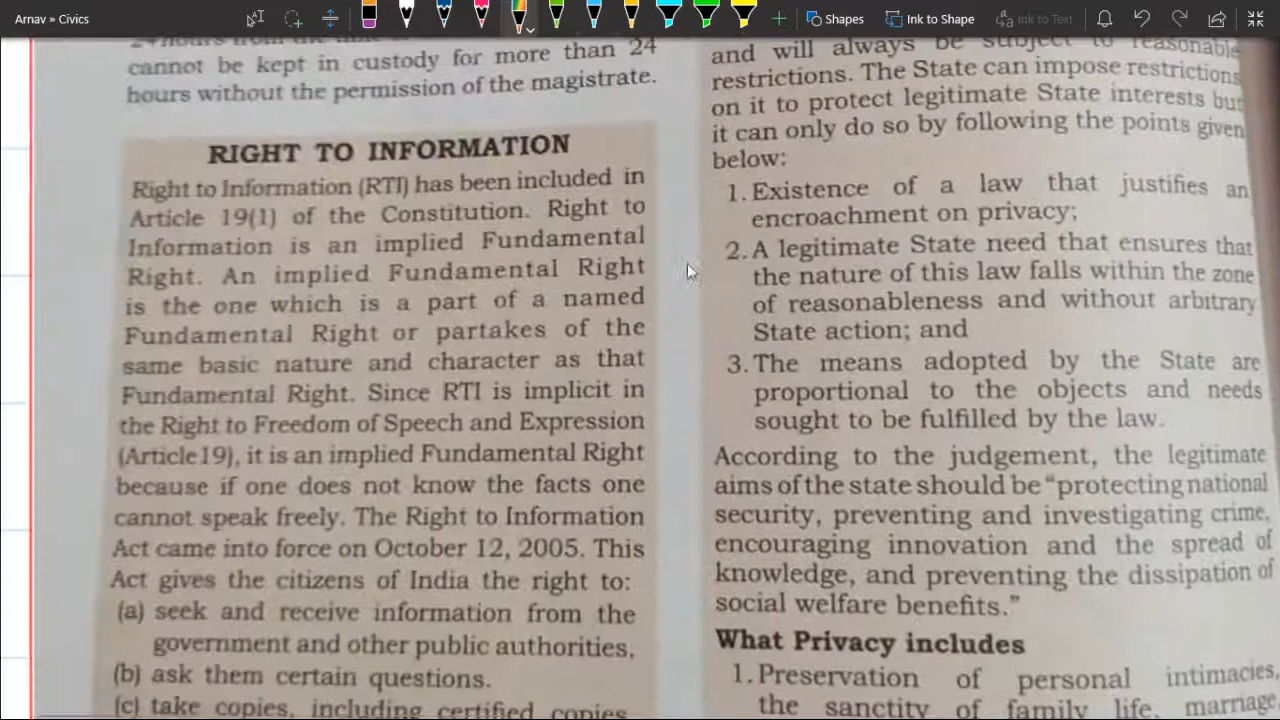 Arnav » Civics
Shapes
Ink to Shape
Ink to Text
cannot be kept in custody for more than 24
hours without the permission of the magistrate.
RIGHT TO INFORMATION
Right to Information (RTI) has been included in
Article 19(1) of the Constitution. Right to
Information is an implied Fundamental
Right. An implied Fundamental Right
is the one which is a part of a named
Fundamental Right or partakes of the
same basic nature and character as that
Fundamental Right. Since RTI is implicit in
the Right to Freedom of Speech and Expression
(Article19), it is an implied Fundamental Right
because if one does not know the facts one
cannot speak freely. The Right to Information
Act came into force on October 12, 2005. This
Act gives the citizens of India the right to:
(a) seek and receive information from the
government and other public authorities,
(b) ask them certain questions.
(c) take copies, including certified copies
and will always be subject to reasonable
restrictions. The State can impose restrictions
on it to protect legitimate State interests but
it can only do so by following the points given
below:
1. Existence of a law that justifies an
encroachment on privacy;
2. A legitimate State need that ensures that
the nature of this law falls within the zone
of reasonableness and without arbitrary
State action; and
3. The means adopted by the State are
proportional to the objects and needs
sought to be fulfilled by the law.
According to the judgement, the legitimate
aims of the state should be “protecting national
security, preventing and investigating crime,
encouraging innovation and the spread of
knowledge, and preventing the dissipation of
social welfare benefits.”
What Privacy includes
1. Preservation of personal intimacies,
the sanctity of family life, marriage